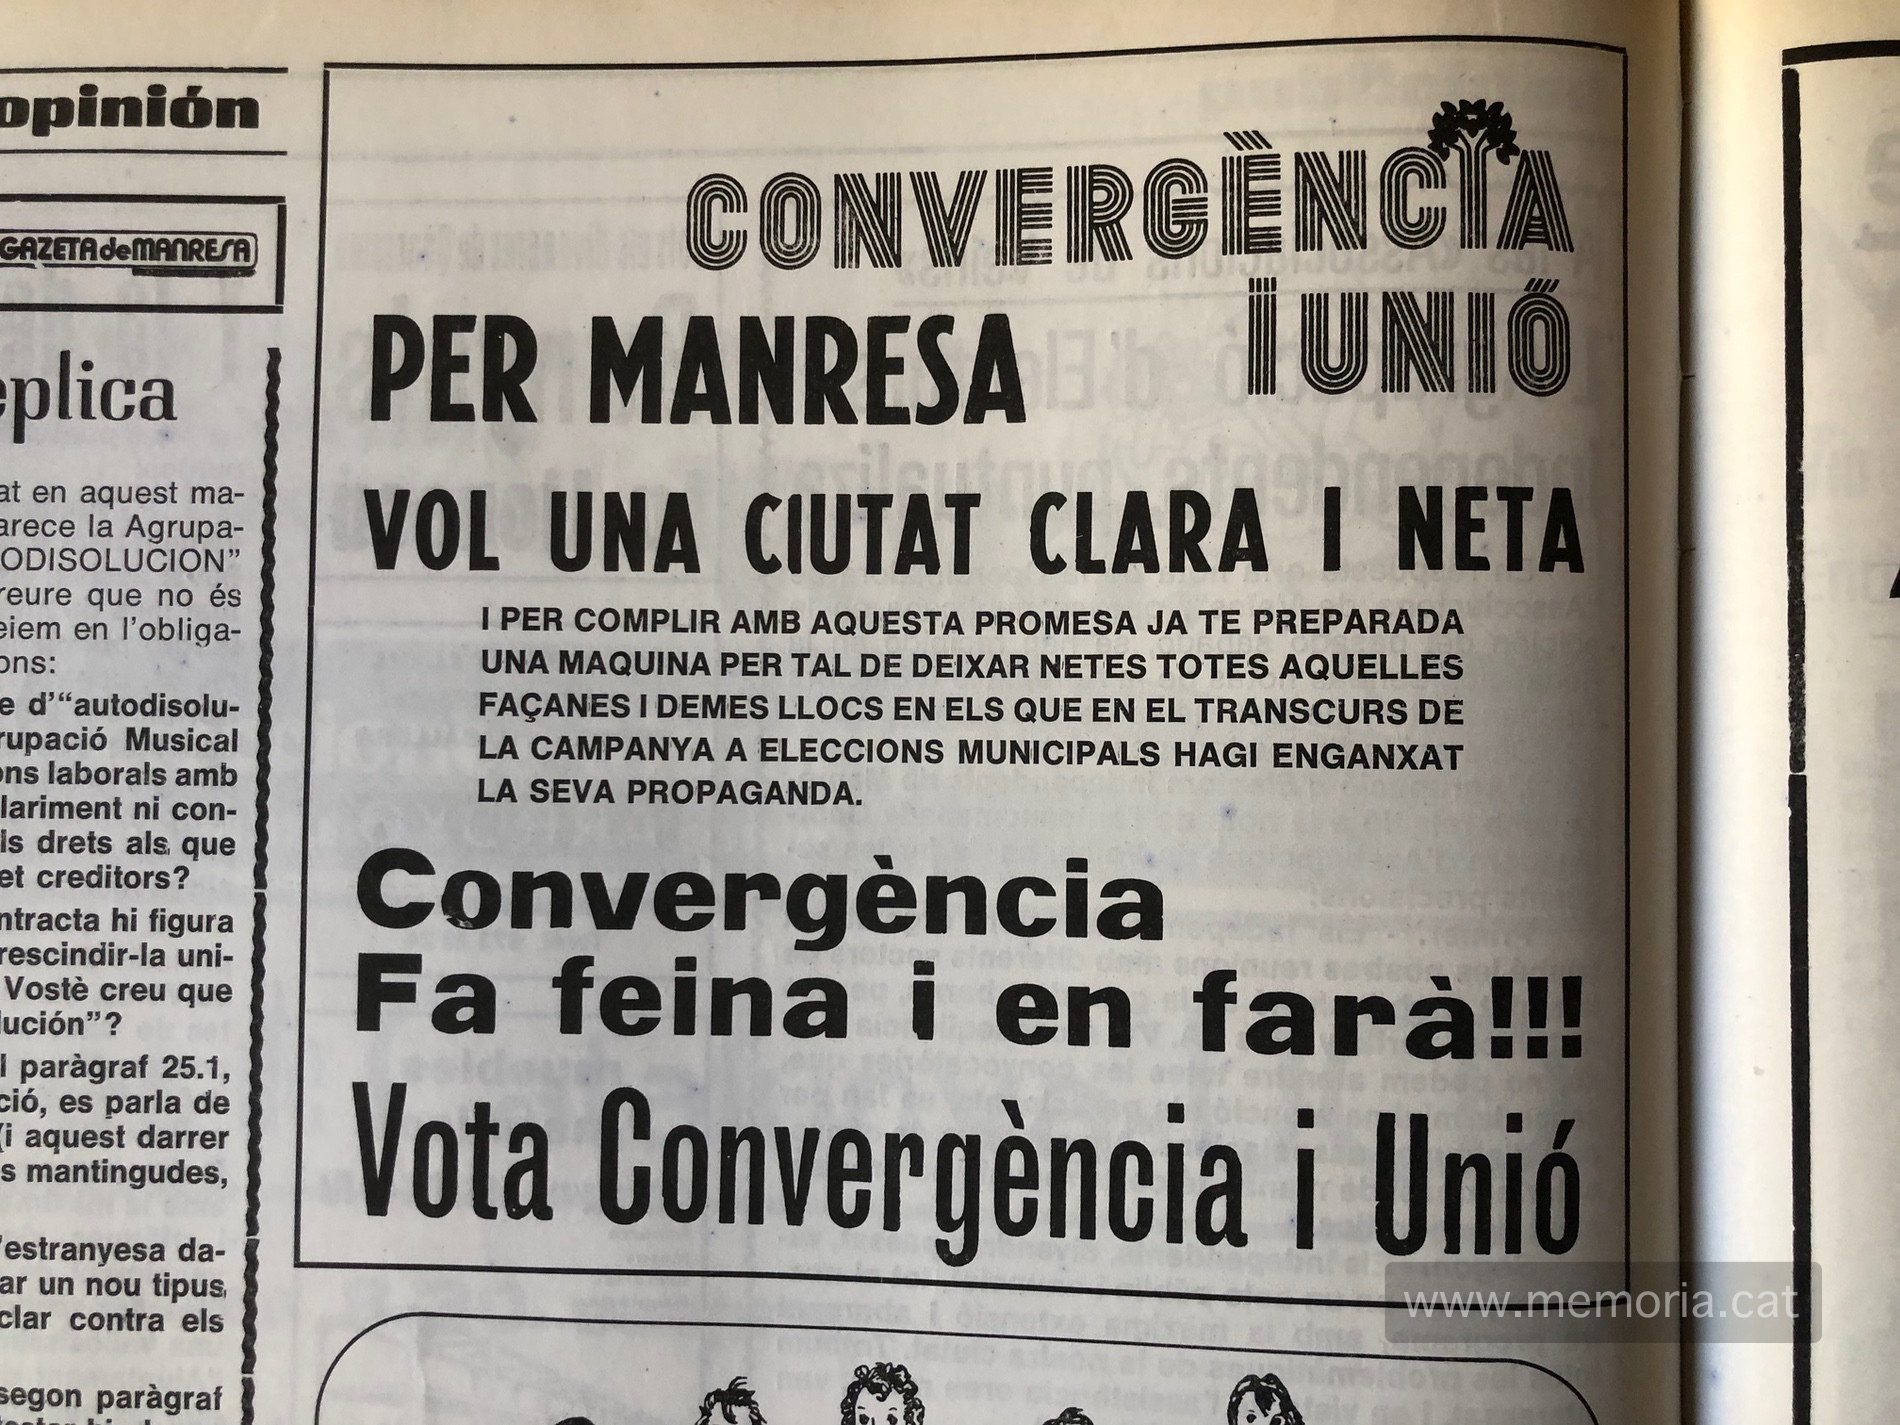 opinión
GAZETA de MANRESA
at en aquest ma-
arece la Agrupa-
ODISOLUCION"
reure que no és
eiem en l'obliga-
ons:
e d'"autodisolu-
rupació Musical
ons laborals amb
lariment ni con-
ls drets als que
et creditors?
ntracta hi figura
rescindir-la uni-
Vostè creu que
lución"?
l paràgraf 25.1,
ció, es parla de
(i aquest darrer
s mantingudes,
'estranyesa da-
ar un nou tipus
clar contra els
segon paràgraf
CONVERGÈNCIA
I UNIÓ
PER MANRESA
VOL UNA CIUTAT CLARA I NETA
I PER COMPLIR AMB AQUESTA PROMESA JA TE PREPARADA
UNA MAQUINA PER TAL DE DEIXAR NETES TOTES AQUELLES
FAÇANES I DEMES LLOCS EN ELS QUE EN EL TRANSCURS DE
LA CAMPANYA A ELECCIONS MUNICIPALS HAGI ENGANXAT
LA SEVA PROPAGANDA.
Convergència
Fa feina i en farà!!!
Vota Convergència i Unió
www.memoria.cat